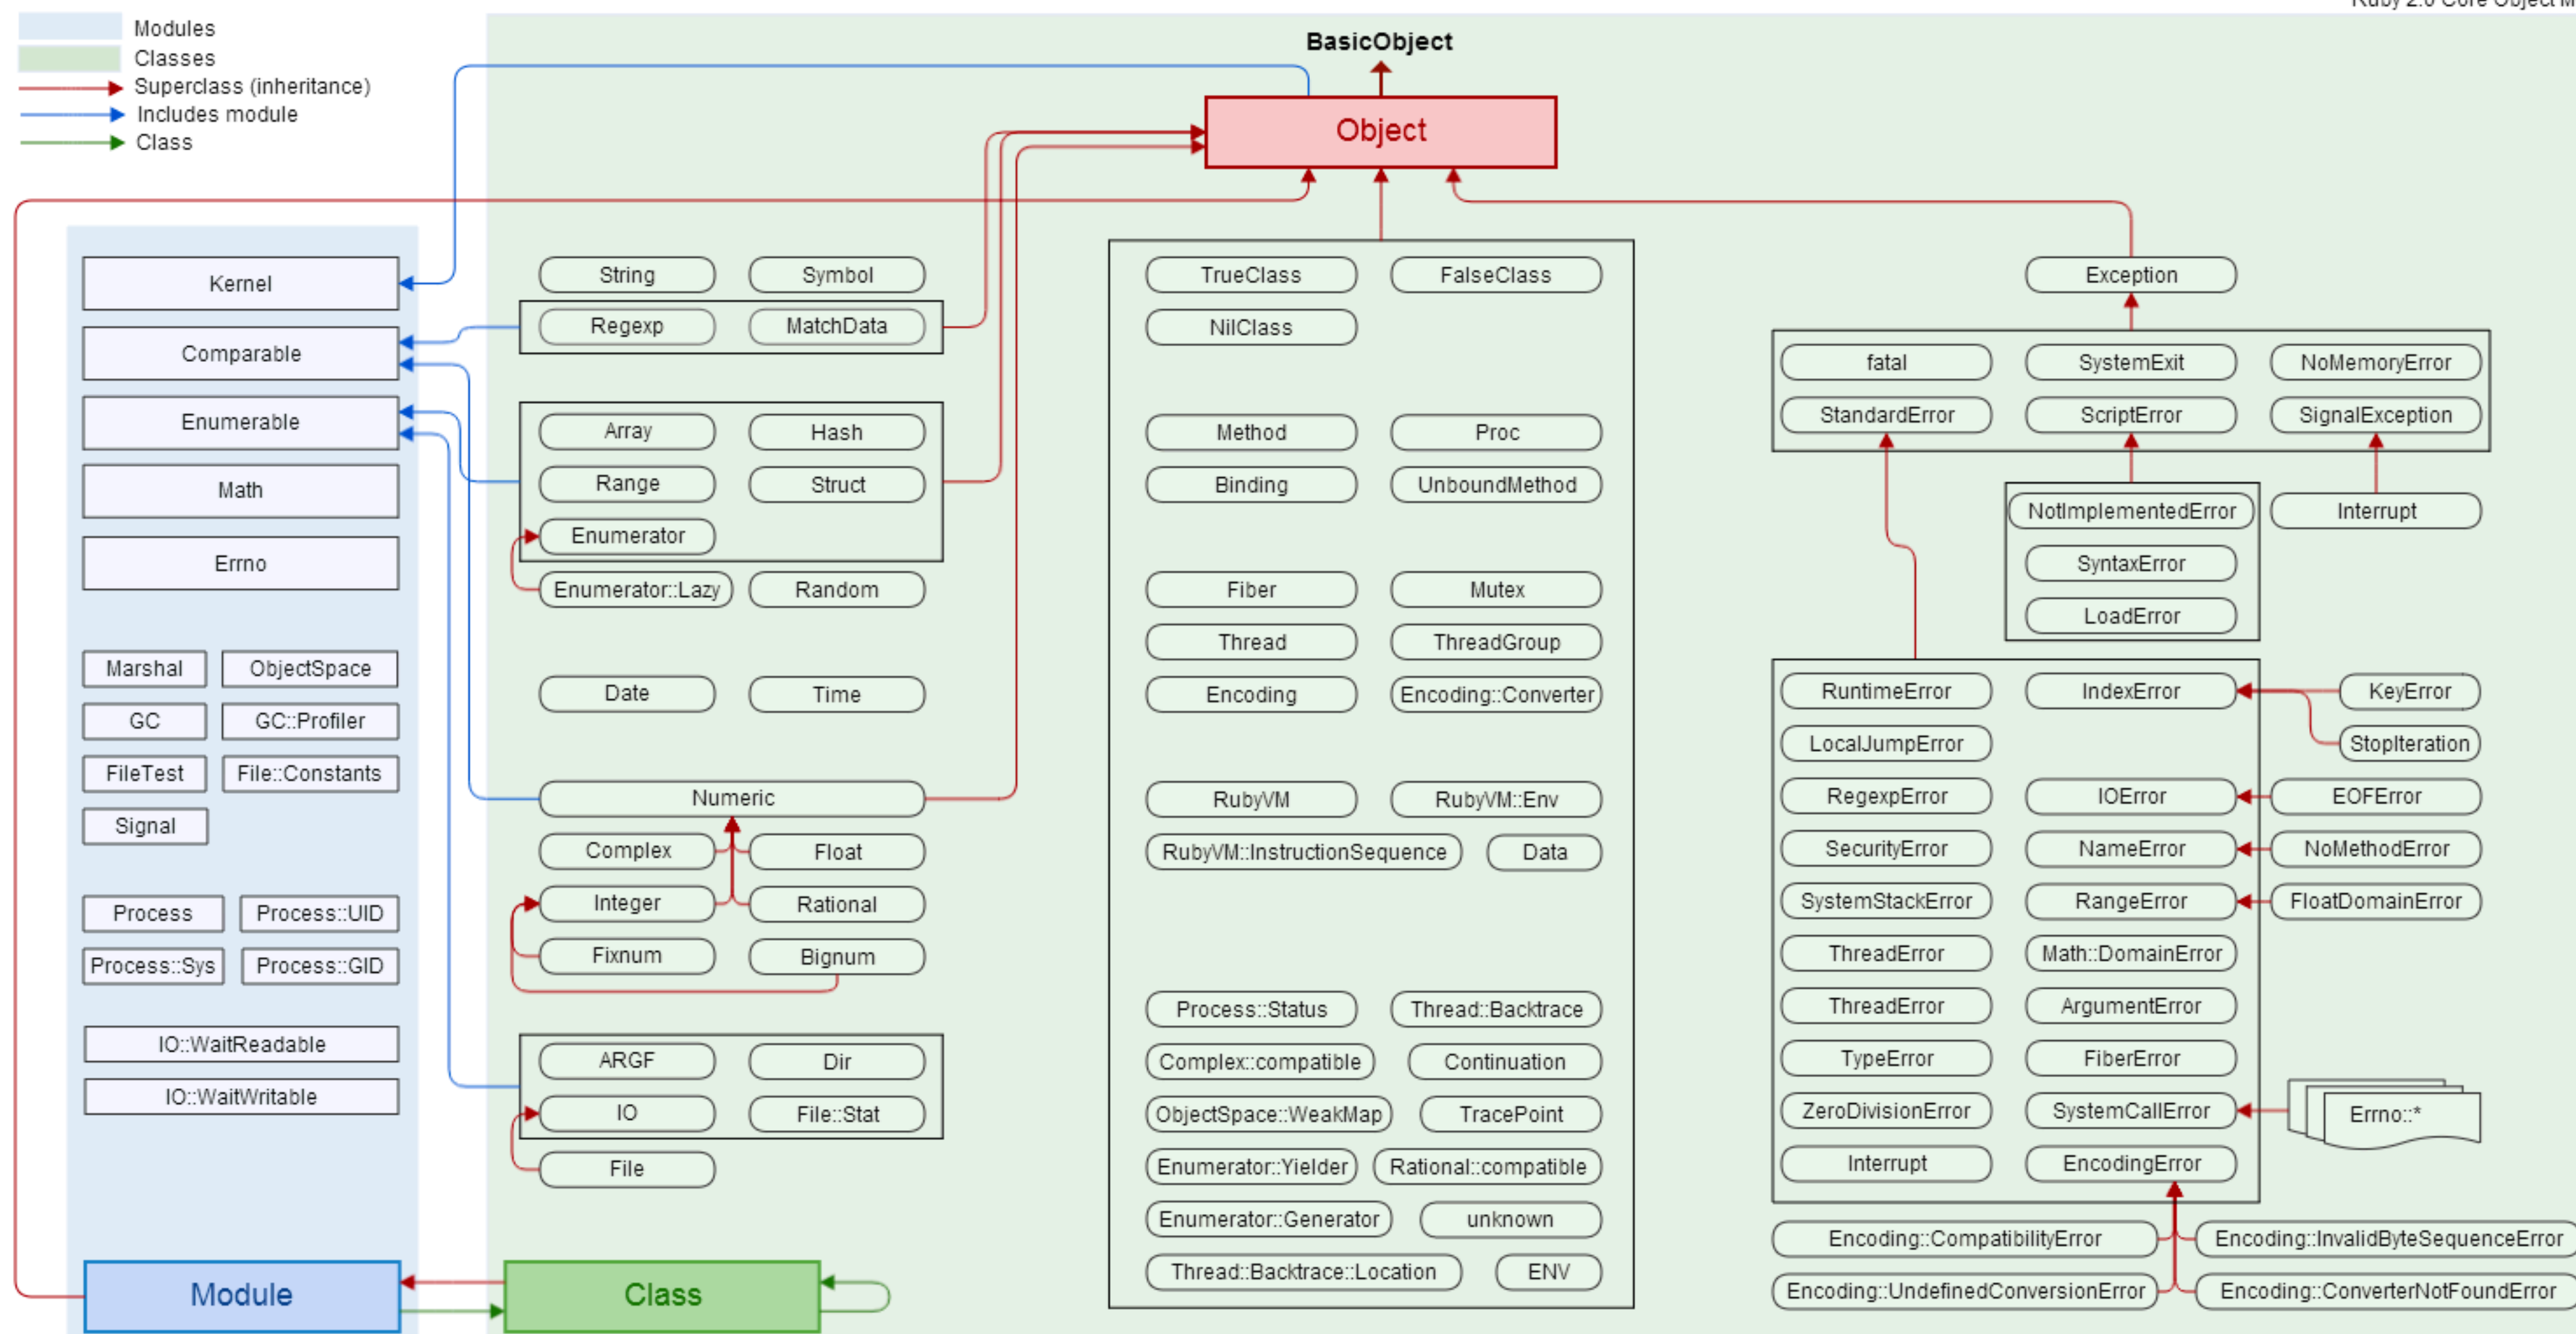 Ruby 2.0 Core Object M
Modules
Classes
Superclass (inheritance)
Includes module
Class
BasicObject
Object
Kernel
Comparable
Enumerable
Math
Errno
Marshal
ObjectSpace
GC
GC::Profiler
FileTest
File::Constants
Signal
Process
Process::UID
Process::Sys
Process::GID
IO::WaitReadable
IO::WaitWritable
Module
String
Symbol
Regexp
MatchData
Array
Hash
Range
Struct
Enumerator
Enumerator::Lazy
Random
Date
Time
Numeric
Complex
Float
Integer
Rational
Fixnum
Bignum
ARGF
Dir
IO
File::Stat
File
Class
TrueClass
FalseClass
NilClass
Method
Proc
Binding
UnboundMethod
Fiber
Mutex
Thread
ThreadGroup
Encoding
Encoding::Converter
RubyVM
RubyVM::Env
RubyVM::InstructionSequence
Data
Process::Status
Thread::Backtrace
Complex::compatible
Continuation
ObjectSpace::WeakMap
TracePoint
Enumerator::Yielder
Rational::compatible
Enumerator::Generator
unknown
Thread::Backtrace::Location
ENV
Exception
fatal
SystemExit
NoMemoryError
StandardError
ScriptError
SignalException
NotImplementedError
Interrupt
SyntaxError
LoadError
RuntimeError
IndexError
KeyError
LocalJumpError
StopIteration
RegexpError
IOError
EOFError
SecurityError
NameError
NoMethodError
SystemStackError
RangeError
FloatDomainError
ThreadError
Math::DomainError
ThreadError
ArgumentError
TypeError
FiberError
ZeroDivisionError
SystemCallError
Errno::*
Interrupt
EncodingError
Encoding::CompatibilityError
Encoding::InvalidByteSequenceError
Encoding::UndefinedConversionError
Encoding::ConverterNotFoundError